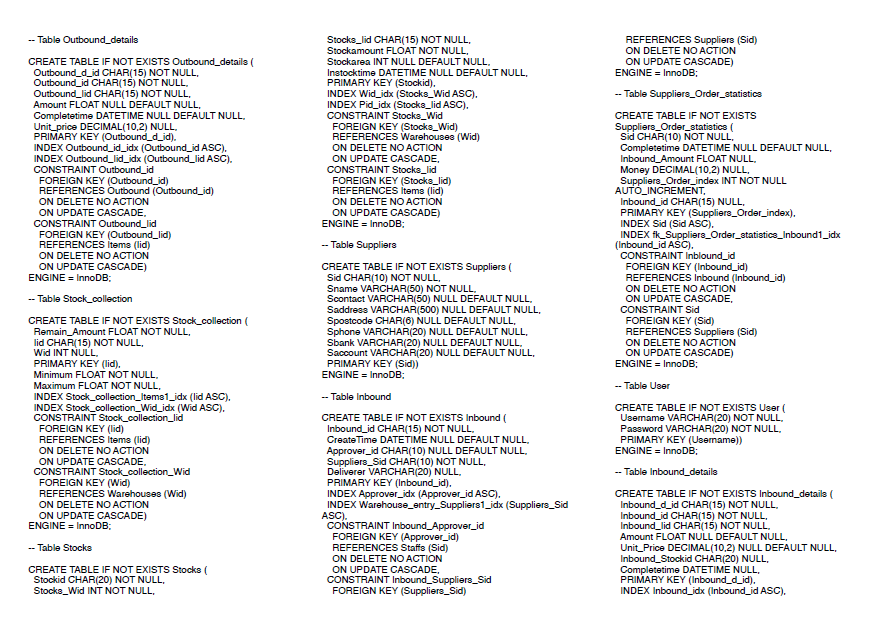 -- Table Outbound_details
CREATE TABLE IF NOT EXISTS Outbound_details (
Outbound_d_id CHAR(15) NOT NULL,
Outbound_id CHAR(15) NOT NULL,
Outbound_Iid CHAR(15) NOT NULL,
Amount FLOAT NULL DEFAULT NULL,
Completetime DATETIME NULL DEFAULT NULL,
Unit_price DECIMAL(10,2) NULL,
PRIMARY KEY (Outbound_d_id),
INDEX Outbound_id_idx (Outbound_id ASC),
INDEX Outbound_Iid_idx (Outbound_Iid ASC),
CONSTRAINT Outbound_id
FOREIGN KEY (Outbound_id)
REFERENCES Outbound (Outbound_id)
ON DELETE NO ACTION
ON UPDATE CASCADE,
CONSTRAINT Outbound_Iid
FOREIGN KEY (Outbound_Iid)
REFERENCES Items (Iid)
ON DELETE NO ACTION
ON UPDATE CASCADE)
ENGINE = InnoDB;
-- Table Stock_collection
CREATE TABLE IF NOT EXISTS Stock_collection (
Remain_Amount FLOAT NOT NULL,
Iid CHAR(15) NOT NULL,
Wid INT NULL,
PRIMARY KEY (Iid),
Minimum FLOAT NOT NULL,
Maximum FLOAT NOT NULL,
INDEX Stock_collection_Items1_idx (Iid ASC),
INDEX Stock_collection_Wid_idx (Wid ASC),
CONSTRAINT Stock_collection_Iid
FOREIGN KEY (Iid)
REFERENCES Items (Iid)
ON DELETE NO ACTION
ON UPDATE CASCADE,
CONSTRAINT Stock_collection_Wid
FOREIGN KEY (Wid)
REFERENCES Warehouses (Wid)
ON DELETE NO ACTION
ON UPDATE CASCADE)
ENGINE = InnoDB;
-- Table Stocks
CREATE TABLE IF NOT EXISTS Stocks (
Stockid CHAR(20) NOT NULL,
Stocks_Wid INT NOT NULL,
Stocks_Iid CHAR(15) NOT NULL,
Stockamount FLOAT NOT NULL,
Stockarea INT NULL DEFAULT NULL,
Instocktime DATETIME NULL DEFAULT NULL,
PRIMARY KEY (Stockid),
INDEX Wid_idx (Stocks_Wid ASC),
INDEX Pid_idx (Stocks_Iid ASC),
CONSTRAINT Stocks_Wid
FOREIGN KEY (Stocks_Wid)
REFERENCES Warehouses (Wid)
ON DELETE NO ACTION
ON UPDATE CASCADE,
CONSTRAINT Stocks_Iid
FOREIGN KEY (Stocks_Iid)
REFERENCES Items (Iid)
ON DELETE NO ACTION
ON UPDATE CASCADE)
ENGINE = InnoDB;
-- Table Suppliers
CREATE TABLE IF NOT EXISTS Suppliers (
Sid CHAR(10) NOT NULL,
Sname VARCHAR(50) NOT NULL,
Scontact VARCHAR(50) NULL DEFAULT NULL,
Saddress VARCHAR(500) NULL DEFAULT NULL,
Spostcode CHAR(6) NULL DEFAULT NULL,
Sphone VARCHAR(20) NULL DEFAULT NULL,
Sbank VARCHAR(20) NULL DEFAULT NULL,
Saccount VARCHAR(20) NULL DEFAULT NULL,
PRIMARY KEY (Sid))
ENGINE = InnoDB;
-- Table Inbound
CREATE TABLE IF NOT EXISTS Inbound (
Inbound_id CHAR(15) NOT NULL,
CreateTime DATETIME NULL DEFAULT NULL,
Approver_id CHAR(10) NULL DEFAULT NULL,
Suppliers_Sid CHAR(10) NOT NULL,
Deliverer VARCHAR(20) NULL,
PRIMARY KEY (Inbound_id),
INDEX Approver_idx (Approver_id ASC),
INDEX Warehouse_entry_Suppliers1_idx (Suppliers_Sid
ASC),
CONSTRAINT Inbound_Approver_id
FOREIGN KEY (Approver_id)
REFERENCES Staffs (Sid)
ON DELETE NO ACTION
ON UPDATE CASCADE,
CONSTRAINT Inbound_Suppliers_Sid
FOREIGN KEY (Suppliers_Sid)
REFERENCES Suppliers (Sid)
ON DELETE NO ACTION
ON UPDATE CASCADE)
ENGINE = InnoDB;
-- Table Suppliers_Order_statistics
CREATE TABLE IF NOT EXISTS
Suppliers_Order_statistics (
Sid CHAR(10) NOT NULL,
Completetime DATETIME NULL DEFAULT NULL,
Inbound_Amount FLOAT NULL,
Money DECIMAL(10,2) NULL,
Suppliers_Order_index INT NOT NULL
AUTO_INCREMENT,
Inbound_id CHAR(15) NULL,
PRIMARY KEY (Suppliers_Order_index),
INDEX Sid (Sid ASC),
INDEX fk_Suppliers_Order_statistics_Inbound1_idx
(Inbound_id ASC),
CONSTRAINT Inblound_id
FOREIGN KEY (Inbound_id)
REFERENCES Inbound (Inbound_id)
ON DELETE NO ACTION
ON UPDATE CASCADE,
CONSTRAINT Sid
FOREIGN KEY (Sid)
REFERENCES Suppliers (Sid)
ON DELETE NO ACTION
ON UPDATE CASCADE)
ENGINE = InnoDB;
-- Table User
CREATE TABLE IF NOT EXISTS User (
Username VARCHAR(20) NOT NULL,
Password VARCHAR(20) NOT NULL,
PRIMARY KEY (Username))
ENGINE = InnoDB;
-- Table Inbound_details
CREATE TABLE IF NOT EXISTS Inbound_details (
Inbound_d_id CHAR(15) NOT NULL,
Inbound_id CHAR(15) NOT NULL,
Inbound_Iid CHAR(15) NOT NULL,
Amount FLOAT NULL DEFAULT NULL,
Unit_Price DECIMAL(10,2) NULL DEFAULT NULL,
Inbound_Stockid CHAR(20) NULL,
Completetime DATETIME NULL,
PRIMARY KEY (Inbound_d_id),
INDEX Inbound_idx (Inbound_id ASC),